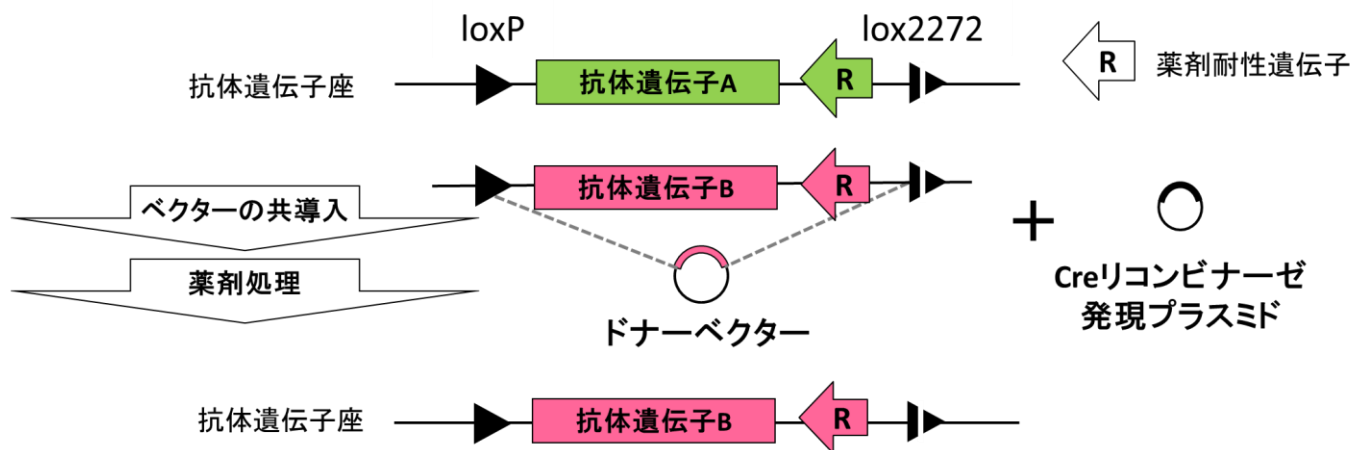 loxP
lox2272
抗体遺伝子座
抗体遺伝子A
R
R
薬剤耐性遺伝子
抗体遺伝子B
R
ベクターの共導入
薬剤処理
+
ドナーベクター
Creリコンビナーゼ
発現プラスミド
抗体遺伝子座
抗体遺伝子B
R